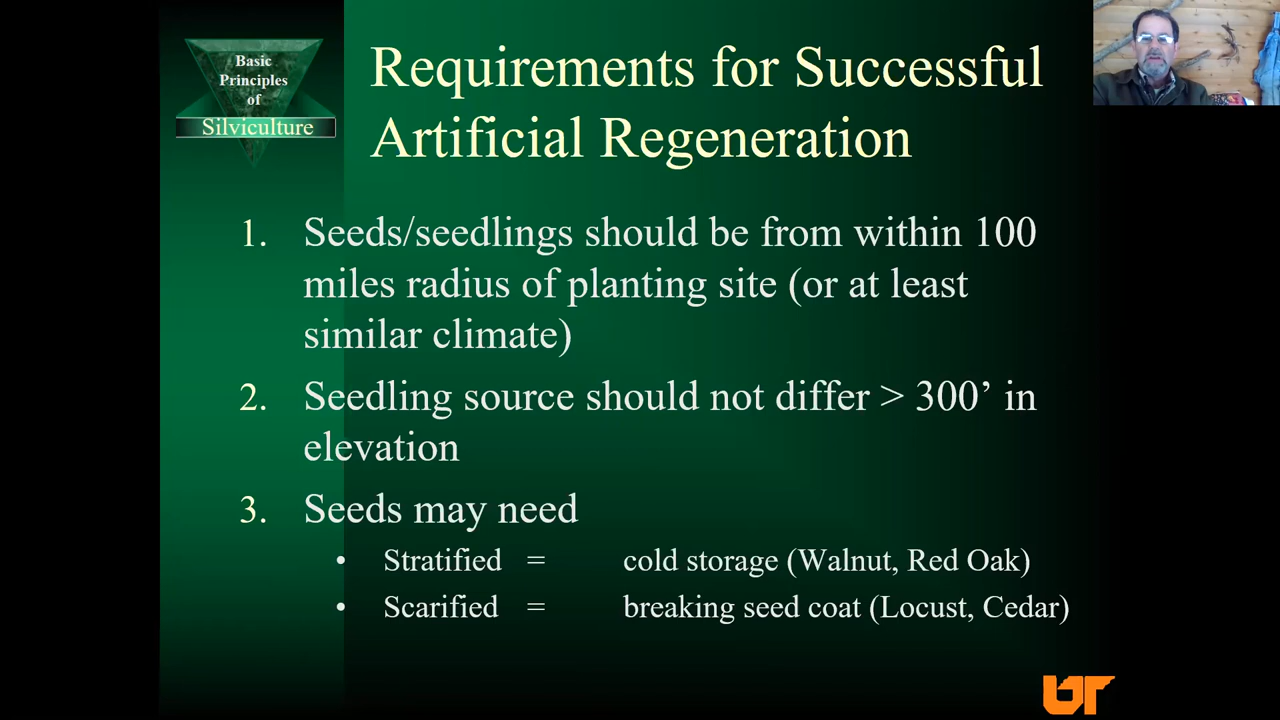 Basic
Principles
of
Silviculture
Requirements for Successful
Artificial Regeneration
1. Seeds/seedlings should be from within 100
miles radius of planting site (or at least
similar climate)
2. Seedling source should not differ > 300’ in
elevation
3. Seeds may need
• Stratified = cold storage (Walnut, Red Oak)
• Scarified = breaking seed coat (Locust, Cedar)
UT